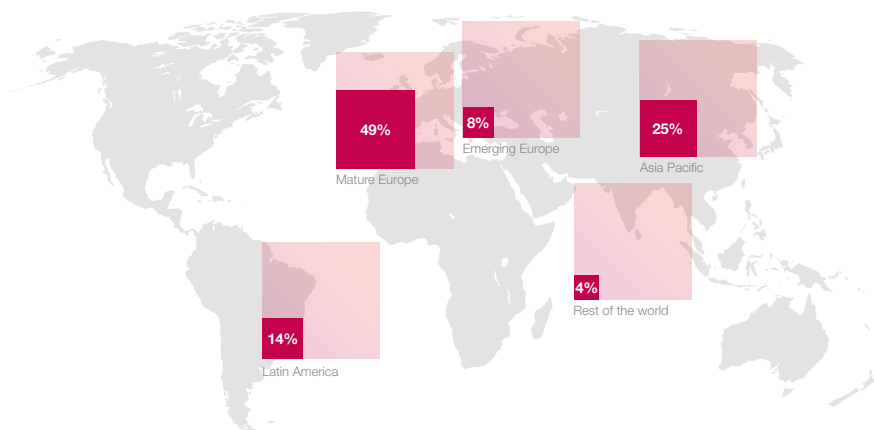 49%
Mature Europe
8%
Emerging Europe
25%
Asia Pacific
4%
Rest of the world
14%
Latin America